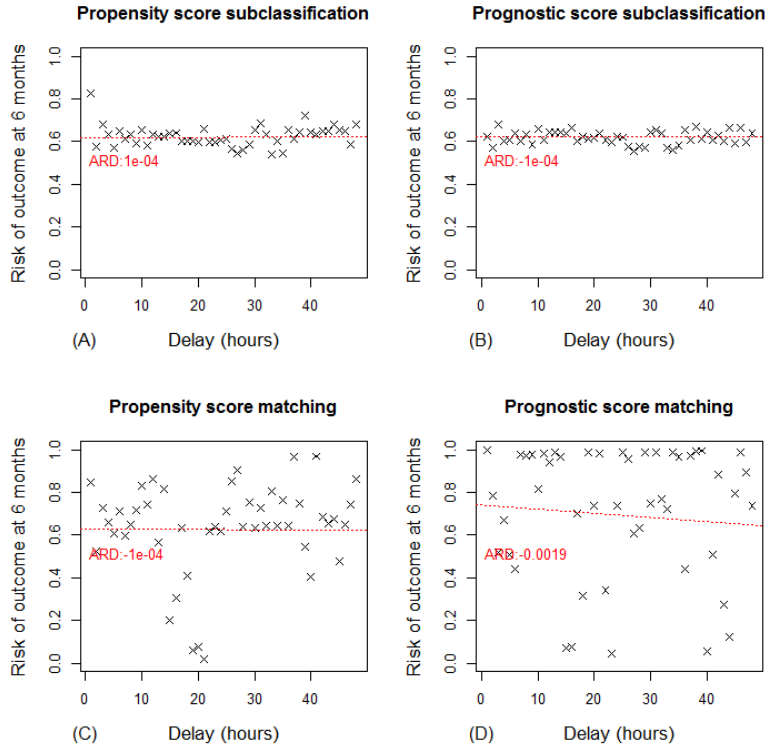 Propensity score subclassification
Risk of outcome at 6 months
1.0
0.8
0.6
0.4
0.2
0.0
ARD:1e-04
0 10 20 30 40
(A) Delay (hours)
Prognostic score subclassification
Risk of outcome at 6 months
1.0
0.8
0.6
0.4
0.2
0.0
ARD:-1e-04
0 10 20 30 40
(B) Delay (hours)
Propensity score matching
Risk of outcome at 6 months
1.0
0.8
0.6
0.4
0.2
0.0
ARD:-1e-04
0 10 20 30 40
(C) Delay (hours)
Prognostic score matching
Risk of outcome at 6 months
1.0
0.8
0.6
0.4
0.2
0.0
ARD:-0.0019
0 10 20 30 40
(D) Delay (hours)